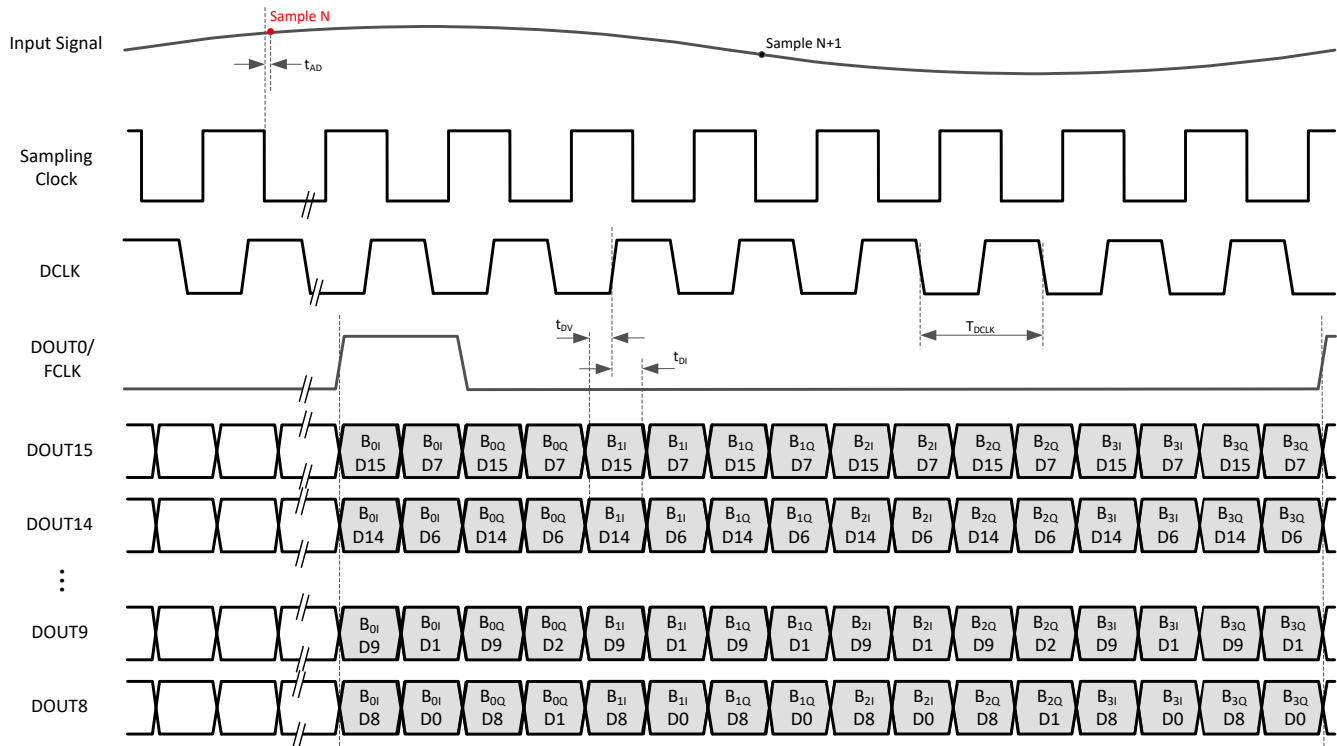 Sample N
Input Signal
Sample N+1
tAD
Sampling
Clock
DCLK
tDV
TDCLK
DOUT0/
FCLK
tDI
DOUT15
B0I B0I B0Q B0Q B1I B1I B1Q B1Q B2I B2I B2Q B2Q B3I B3I B3Q B3Q
D15 D7 D15 D7 D15 D7 D15 D7 D15 D7 D15 D7 D15 D7 D15 D7
DOUT14
B0I B0I B0Q B0Q B1I B1I B1Q B1Q B2I B2I B2Q B2Q B3I B3I B3Q B3Q
D14 D6 D14 D6 D14 D6 D14 D6 D14 D6 D14 D6 D14 D6 D14 D6
DOUT9
B0I B0I B0Q B0Q B1I B1I B1Q B1Q B2I B2I B2Q B2Q B3I B3I B3Q B3Q
D9 D1 D9 D2 D9 D1 D9 D1 D9 D1 D9 D2 D9 D1 D9 D1
DOUT8
B0I B0I B0Q B0Q B1I B1I B1Q B1Q B2I B2I B2Q B2Q B3I B3I B3Q B3Q
D8 D0 D8 D1 D8 D0 D8 D0 D8 D0 D8 D1 D8 D0 D8 D0